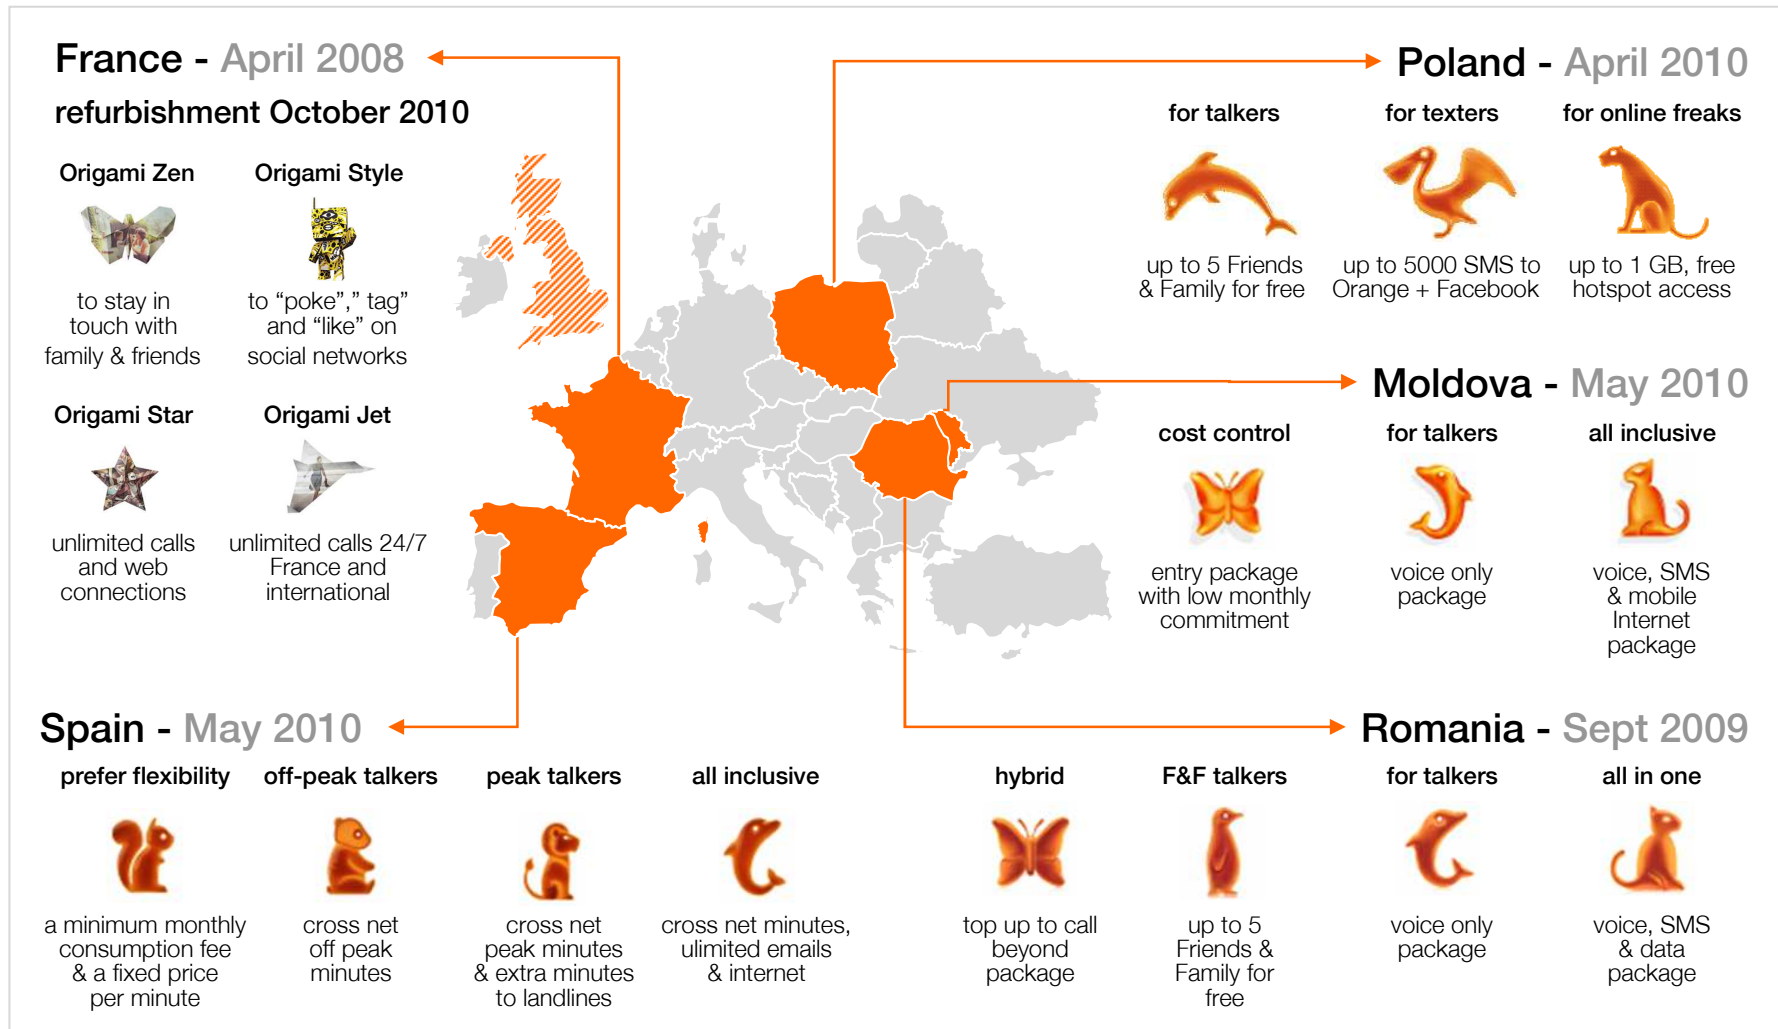 France - April 2008
refurbishment October 2010
Origami Zen
to stay in
touch with
family & friends
Origami Style
to “poke”,” tag”
and “like” on
social networks
Origami Star
unlimited calls
and web
connections
Origami Jet
unlimited calls 24/7
France and
international
Poland - April 2010
for talkers
up to 5 Friends
& Family for free
for texters
up to 5000 SMS to
Orange + Facebook
for online freaks
up to 1 GB, free
hotspot access
Moldova - May 2010
cost control
entry package
with low monthly
commitment
for talkers
voice only
package
all inclusive
voice, SMS
& mobile
Internet
package
Spain - May 2010
prefer flexibility
a minimum monthly
consumption fee
& a fixed price
per minute
off-peak talkers
cross net
off peak
minutes
peak talkers
cross net
peak minutes
& extra minutes
to landlines
all inclusive
cross net minutes,
ulimited emails
& internet
Romania - Sept 2009
hybrid
top up to call
beyond
package
F&F talkers
up to 5
Friends &
Family for
free
for talkers
voice only
package
all in one
voice, SMS
& data
package